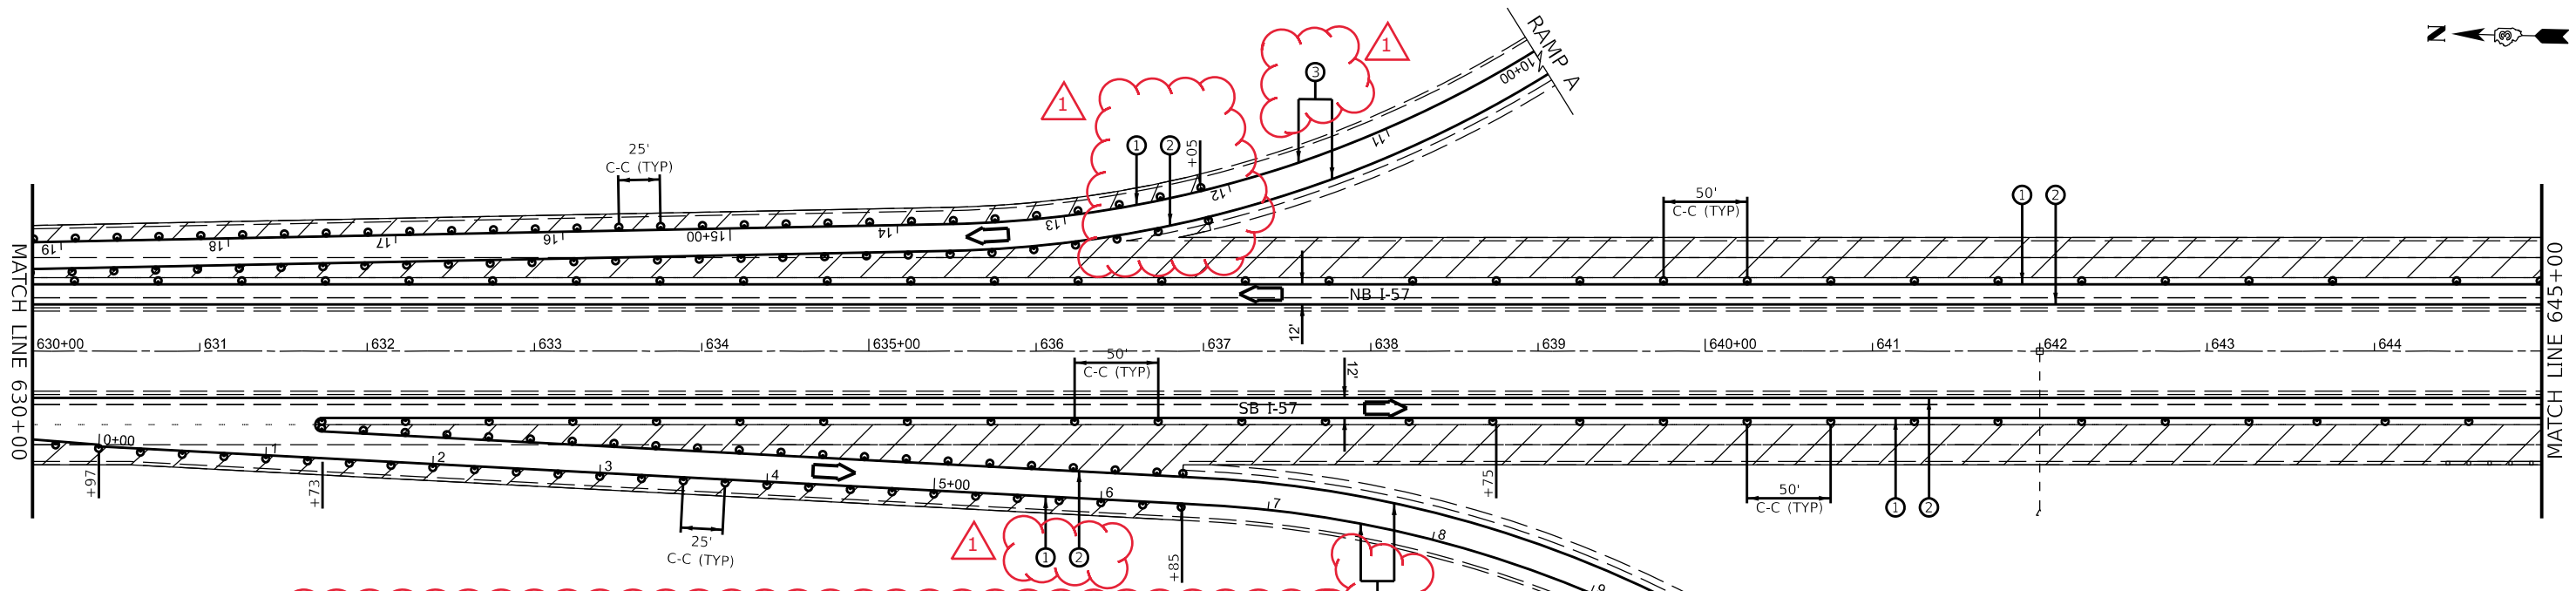 RAMP A
N
3
1
1
10+00
11
1 2
+05
12
25'
C-C (TYP)
50'
C-C (TYP)
1 2
19 18 17 16 15+00 14 13
NB I-57
12'
MATCH LINE 630+00
MATCH LINE 645+00
630+00 631 632 633 634 635+00 636 637 638 639 640+00 641 642 643 644
50'
C-C (TYP)
12'
SB I-57
0+00 1 2 3 4 5+00 6 7 8 9
+97
+73
+75
50'
C-C (TYP)
1 2
25'
C-C (TYP)
1
1 2
+85